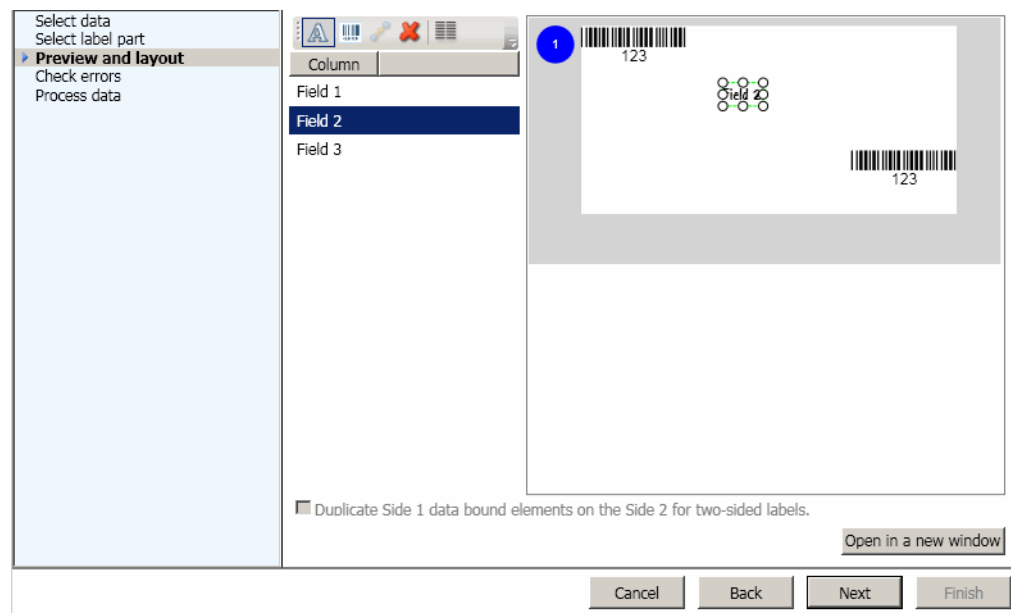 Select data
Select label part
Preview and layout
Check errors
Process data
Column
Field 1
Field 2
Field 3
1
123
Field 2
123
Duplicate Side 1 data bound elements on the Side 2 for two-sided labels.
Open in a new window
Cancel
Back
Next
Finish